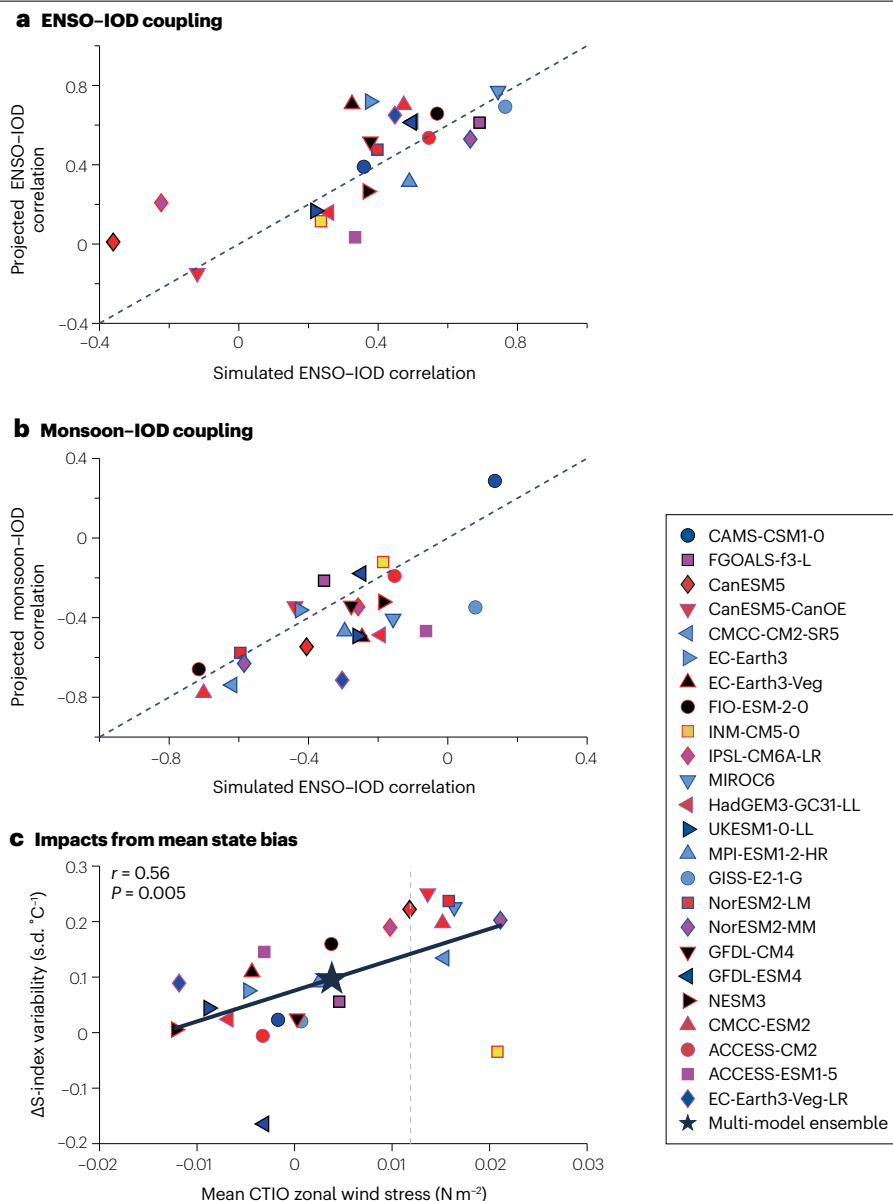 a ENSO–IOD coupling
Projected ENSO–IOD
correlation
0.8
0.4
0
–0.4
–0.4
0
0.4
0.8
Simulated ENSO–IOD correlation
b Monsoon–IOD coupling
Projected monsoon–IOD
correlation
0.4
0
–0.4
–0.8
–0.8
–0.4
0
0.4
Simulated ENSO–IOD correlation
c Impacts from mean state bias
r = 0.56
P = 0.005
ΔS-index variability (s.d. °C⁻¹)
0.3
0.2
0.1
0
–0.1
–0.2
–0.02
–0.01
0
0.01
0.02
0.03
Mean CTIO zonal wind stress (N m⁻²)
CAMS-CSM1-0
FGOALS-f3-L
CanESM5
CanESM5-CanOE
CMCC-CM2-SR5
EC-Earth3
EC-Earth3-Veg
FIO-ESM-2-0
INM-CM5-0
IPSL-CM6A-LR
MIROC6
HadGEM3-GC31-LL
UKESM1-0-LL
MPI-ESM1-2-HR
GISS-E2-1-G
NorESM2-LM
NorESM2-MM
GFDL-CM4
GFDL-ESM4
NESM3
CMCC-ESM2
ACCESS-CM2
ACCESS-ESM1-5
EC-Earth3-Veg-LR
Multi-model ensemble